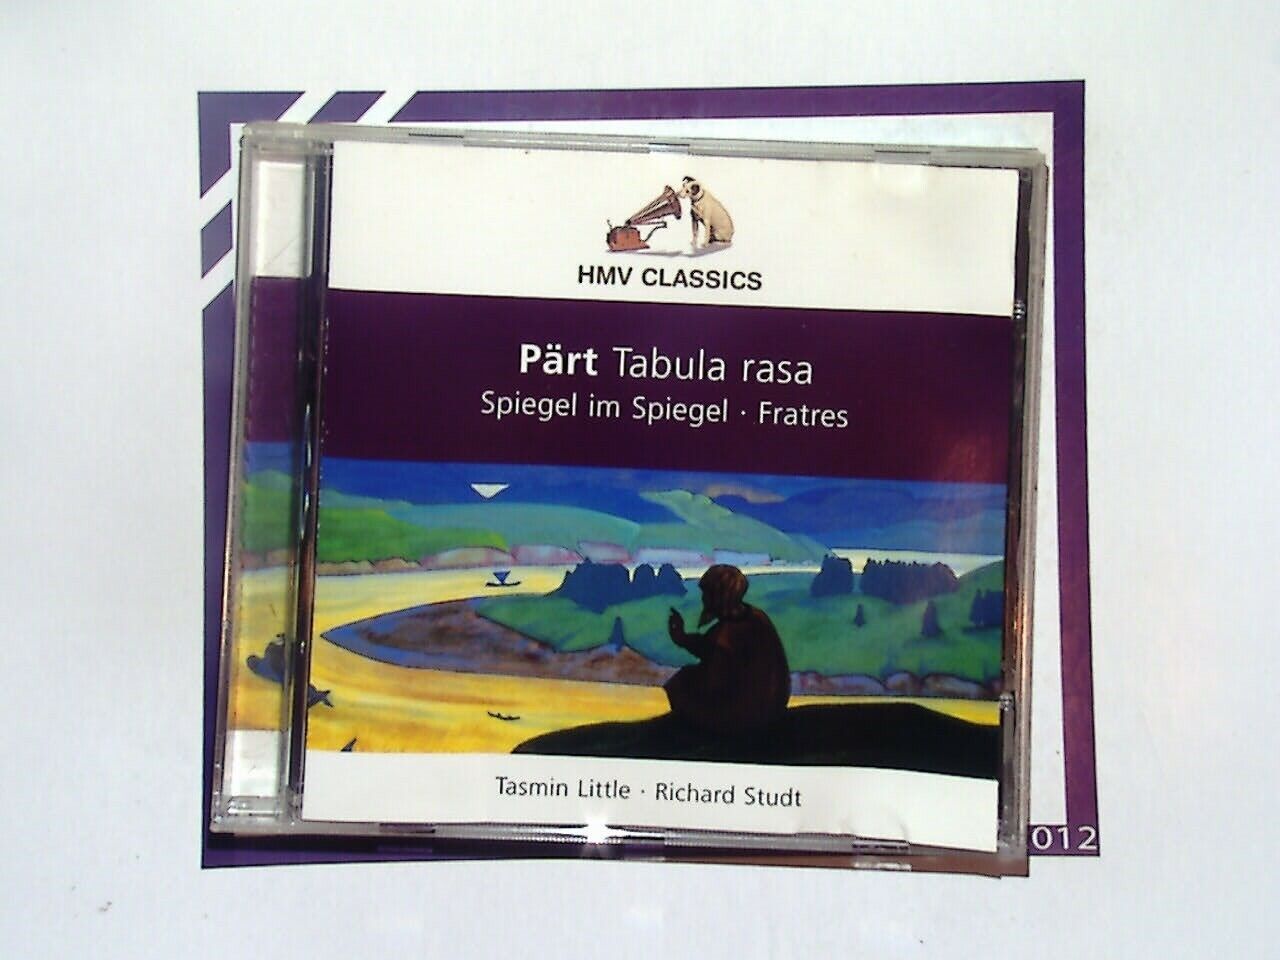 HMV CLASSICS
Pärt Tabula rasa
Spiegel im Spiegel · Fratres
Tasmin Little · Richard Studt
012